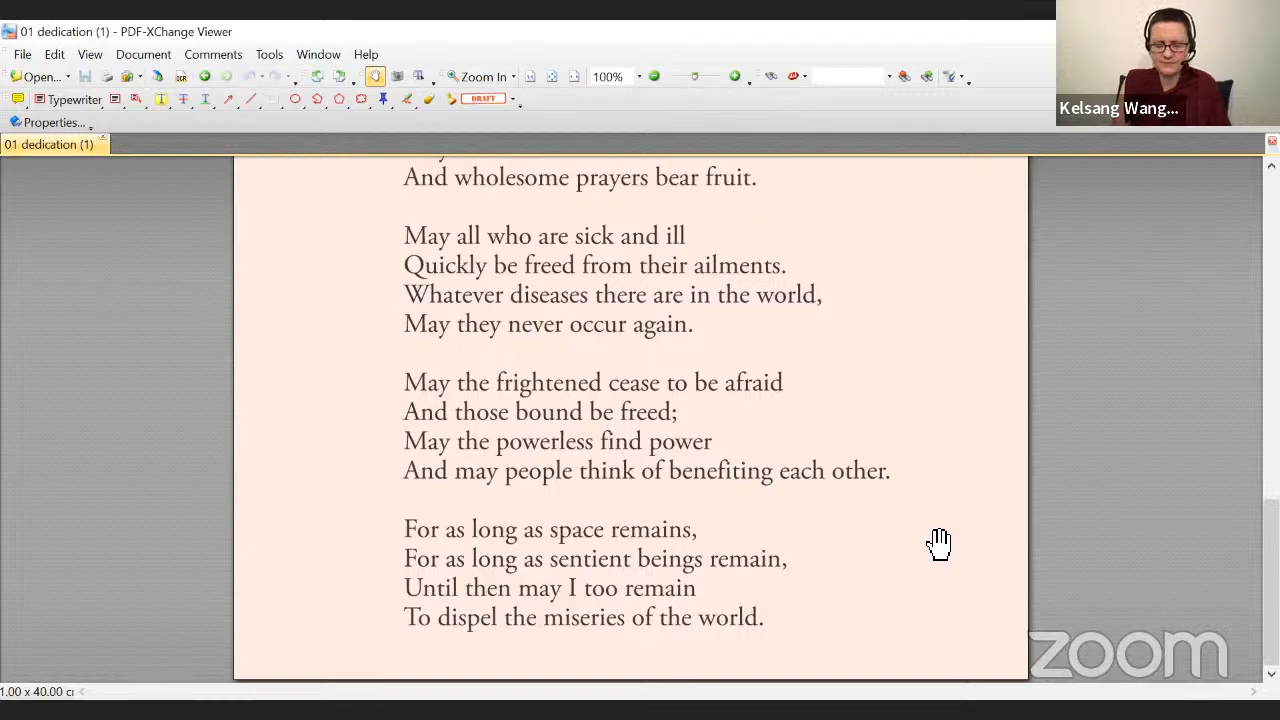 01 dedication (1) - PDF-XChange Viewer
File Edit View Document Comments Tools Window Help
Open... Zoom In 100%
Typewriter DRAFT
Properties...
Kelsang Wang...
01 dedication (1)
And wholesome prayers bear fruit.
May all who are sick and ill
Quickly be freed from their ailments.
Whatever diseases there are in the world,
May they never occur again.
May the frightened cease to be afraid
And those bound be freed;
May the powerless find power
And may people think of benefiting each other.
For as long as space remains,
For as long as sentient beings remain,
Until then may I too remain
To dispel the miseries of the world.
zoom
1.00 x 40.00 c